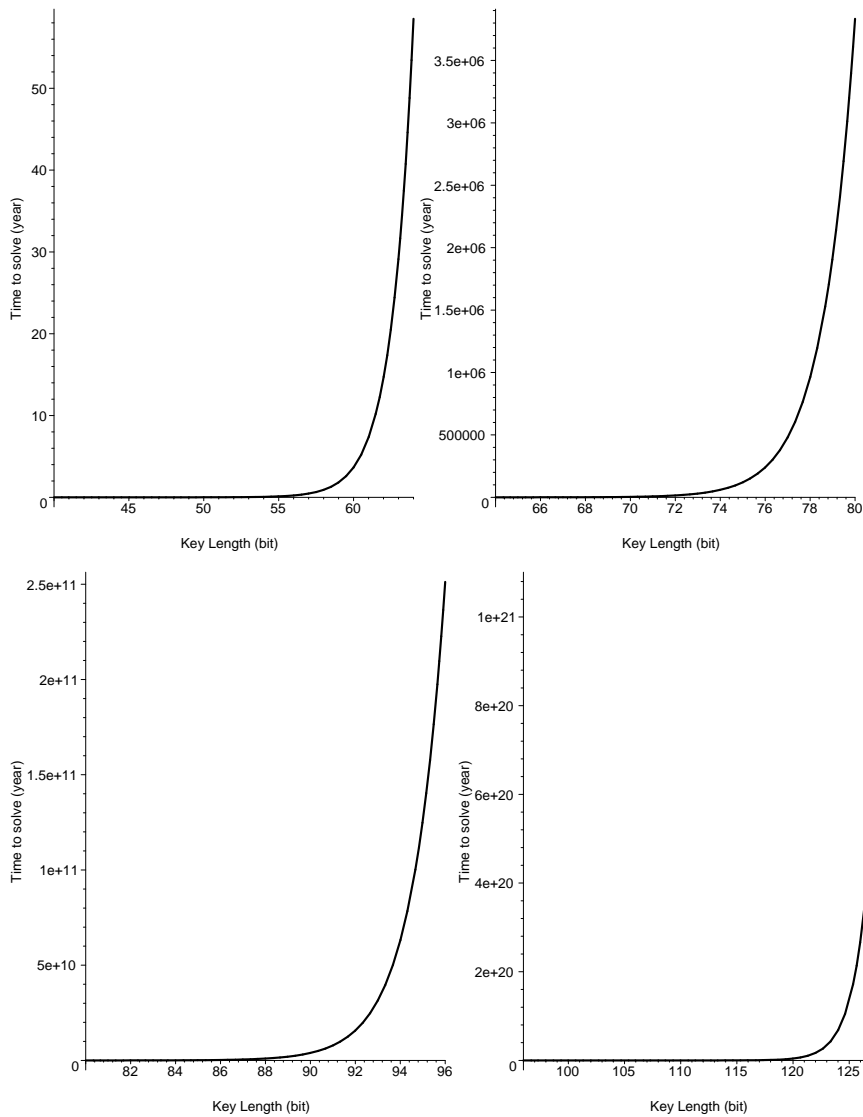 50
40
30
20
10
0
Time to solve (year)
45
50
55
60
Key Length (bit)
3.5e+06
3e+06
2.5e+06
2e+06
1.5e+06
1e+06
500000
0
Time to solve (year)
66
68
70
72
74
76
78
80
Key Length (bit)
2.5e+11
2e+11
1.5e+11
1e+11
5e+10
0
Time to solve (year)
82
84
86
88
90
92
94
96
Key Length (bit)
1e+21
8e+20
6e+20
4e+20
2e+20
0
Time to solve (year)
100
105
110
115
120
125
Key Length (bit)